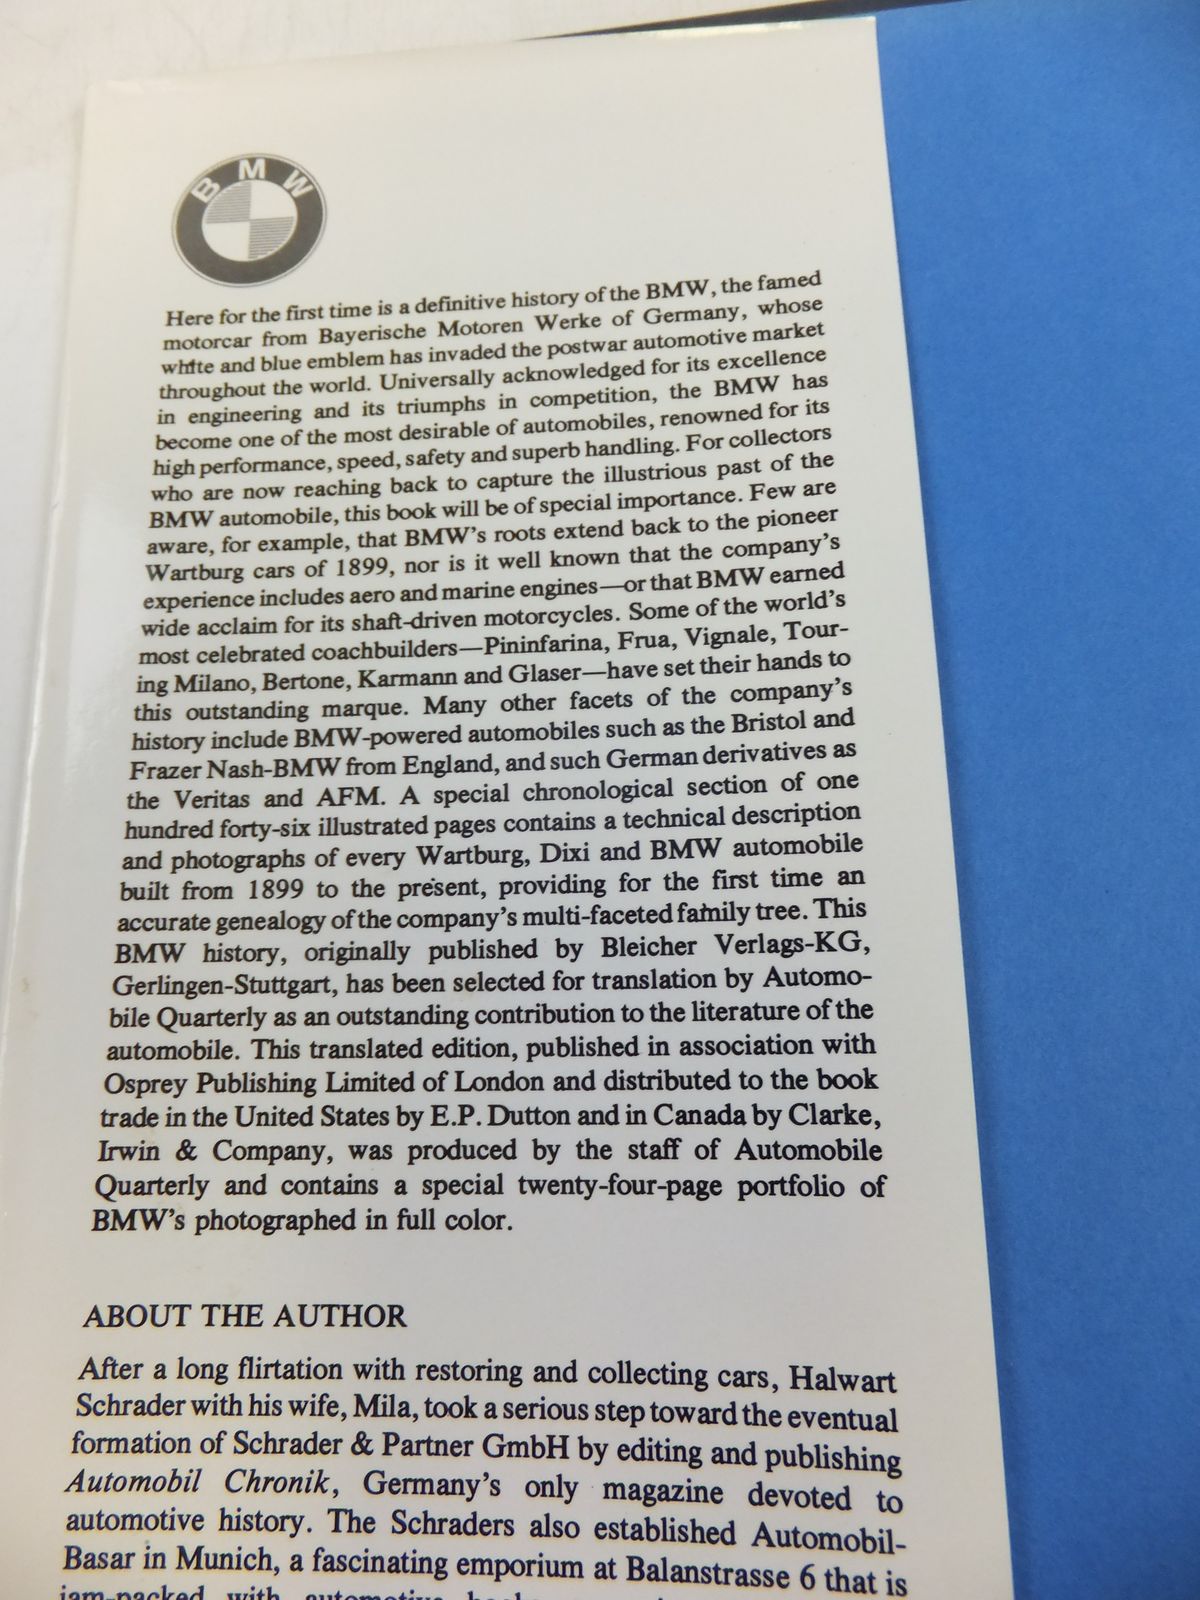 BMW
Here for the first time is a definitive history of the BMW, the famed
motorcar from Bayerische Motoren Werke of Germany, whose
white and blue emblem has invaded the postwar automotive market
throughout the world. Universally acknowledged for its excellence
in engineering and its triumphs in competition, the BMW has
become one of the most desirable of automobiles, renowned for its
high performance, speed, safety and superb handling. For collectors
who are now reaching back to capture the illustrious past of the
BMW automobile, this book will be of special importance. Few are
aware, for example, that BMW's roots extend back to the pioneer
Wartburg cars of 1899, nor is it well known that the company's
experience includes aero and marine engines—or that BMW earned
wide acclaim for its shaft-driven motorcycles. Some of the world's
most celebrated coachbuilders—Pininfarina, Frua, Vignale, Tour-
ing Milano, Bertone, Karmann and Glaser—have set their hands to
this outstanding marque. Many other facets of the company's
history include BMW-powered automobiles such as the Bristol and
Frazer Nash-BMW from England, and such German derivatives as
the Veritas and AFM. A special chronological section of one
hundred forty-six illustrated pages contains a technical description
and photographs of every Wartburg, Dixi and BMW automobile
built from 1899 to the present, providing for the first time an
accurate genealogy of the company's multi-faceted family tree. This
BMW history, originally published by Bleicher Verlags-KG,
Gerlingen-Stuttgart, has been selected for translation by Automo-
bile Quarterly as an outstanding contribution to the literature of the
automobile. This translated edition, published in association with
Osprey Publishing Limited of London and distributed to the book
trade in the United States by E.P. Dutton and in Canada by Clarke,
Irwin & Company, was produced by the staff of Automobile
Quarterly and contains a special twenty-four-page portfolio of
BMW's photographed in full color.
ABOUT THE AUTHOR
After a long flirtation with restoring and collecting cars, Halwart
Schrader with his wife, Mila, took a serious step toward the eventual
formation of Schrader & Partner GmbH by editing and publishing
Automobil Chronik, Germany's only magazine devoted to
automotive history. The Schraders also established Automobil-
Basar in Munich, a fascinating emporium at Balanstrasse 6 that is
jam-packed with automotive